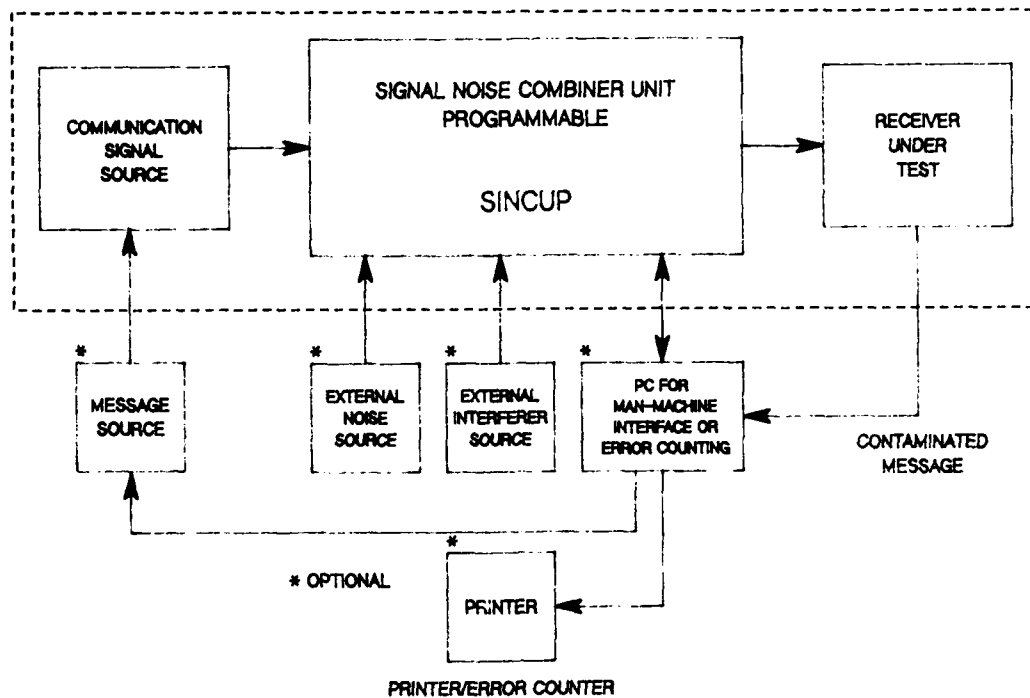 SIGNAL NOISE COMBINER UNIT
PROGRAMMABLE
SINCUP
COMMUNICATION
SIGNAL
SOURCE
RECEIVER
UNDER
TEST
*
MESSAGE
SOURCE
*
EXTERNAL
NOISE
SOURCE
*
EXTERNAL
INTERFERER
SOURCE
*
PC FOR
MAN-MACHINE
INTERFACE OR
ERROR COUNTING
CONTAMINATED
MESSAGE
* OPTIONAL
*
PRINTER
PRINTER/ERROR COUNTER